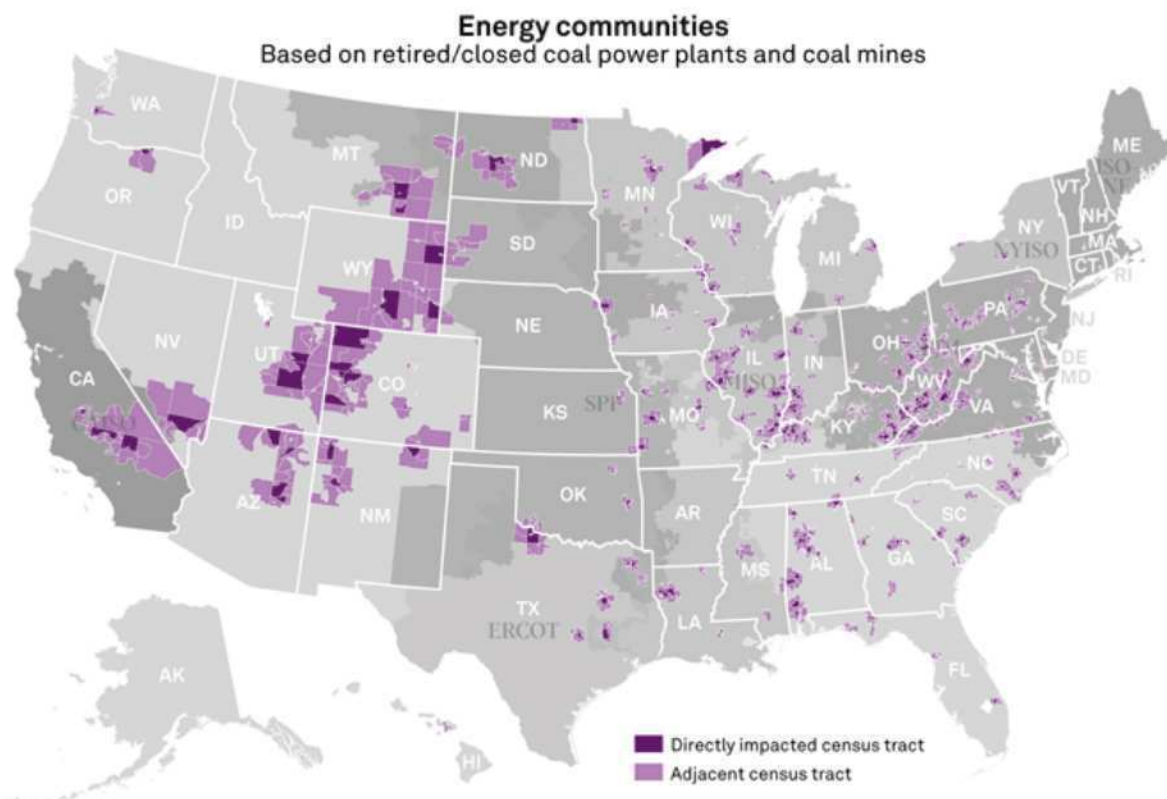 Energy communities
Based on retired/closed coal power plants and coal mines
WA
MT
ND
ME
OR
MN
ISO
NE
VT
ID
SD
WI
NH
NY
NYISO
MI
MA
WY
CT
RI
IA
PA
NE
NV
NJ
UT
OH
IL
IN
DE
CA
CO
MISO
WV
MD
KS
SPP
MO
VA
KY
NC
TN
OK
AZ
NM
AR
SC
MS
AL
GA
TX
LA
ERCOT
FL
AK
HI
Directly impacted census tract
Adjacent census tract